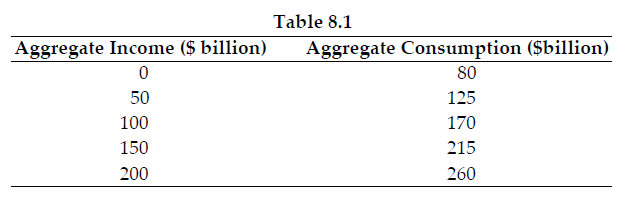 Table 8.1
Aggregate Income ($ billion) Aggregate Consumption ($billion)
0 80
50 125
100 170
150 215
200 260